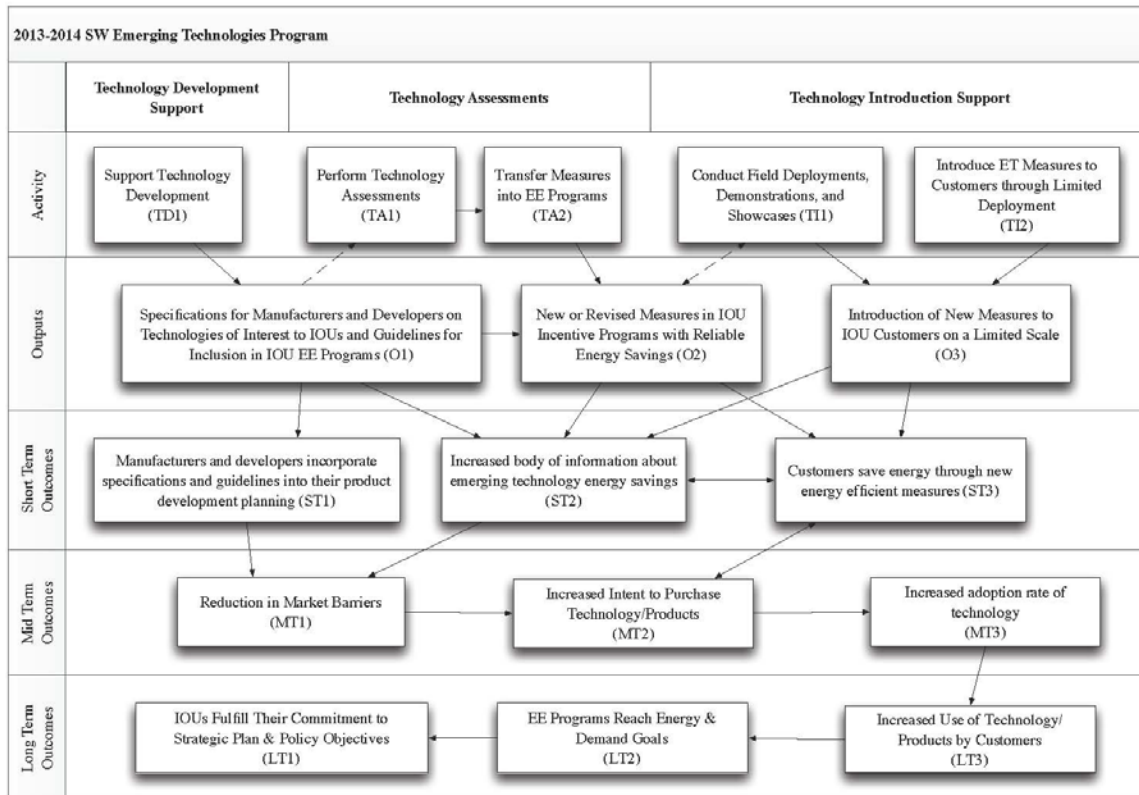 2013-2014 SW Emerging Technologies Program
Technology Development
Support
Technology Assessments
Technology Introduction Support
Activity
Support Technology
Development
(TD1)
Perform Technology
Assessments
(TA1)
Transfer Measures
into EE Programs
(TA2)
Conduct Field Deployments,
Demonstrations, and
Showcases (TI1)
Introduce ET Measures to
Customers through Limited
Deployment
(TI2)
Outputs
Specifications for Manufacturers and Developers on
Technologies of Interest to IOUs and Guidelines for
Inclusion in IOU EE Programs (O1)
New or Revised Measures in IOU
Incentive Programs with Reliable
Energy Savings (O2)
Introduction of New Measures to
IOU Customers on a Limited Scale
(O3)
Short Term
Outcomes
Manufacturers and developers incorporate
specifications and guidelines into their product
development planning (ST1)
Increased body of information about
emerging technology energy savings
(ST2)
Customers save energy through new
energy efficient measures (ST3)
Mid Term
Outcomes
Reduction in Market Barriers
(MT1)
Increased Intent to Purchase
Technology/Products
(MT2)
Increased adoption rate of
technology
(MT3)
Long Term
Outcomes
IOUs Fulfill Their Commitment to
Strategic Plan & Policy Objectives
(LT1)
EE Programs Reach Energy &
Demand Goals
(LT2)
Increased Use of Technology/
Products by Customers
(LT3)